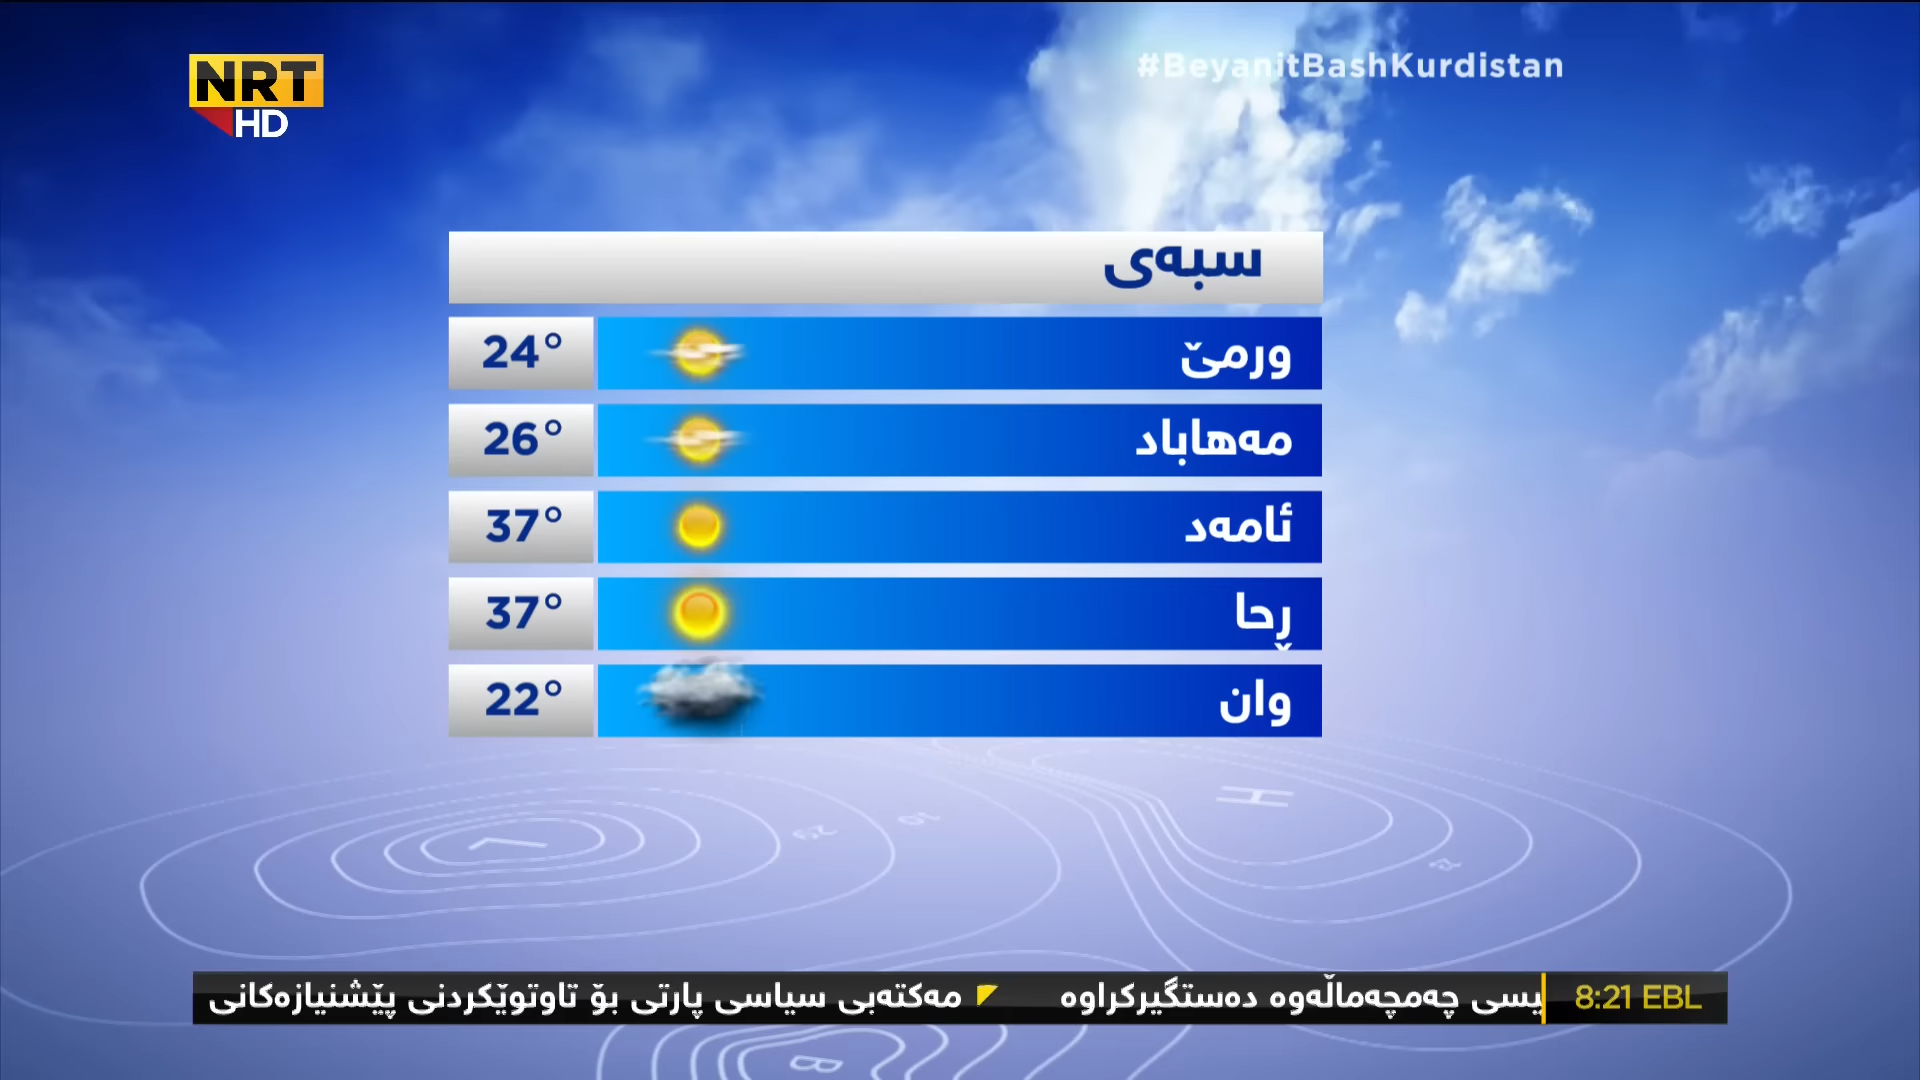 NRT
HD
#BeyanitBashKurdistan
سبەی
ورمێ 24°
مەهاباد 26°
ئامەد 37°
ڕحا 37°
وان 22°
8:21 EBL
یسی چەمچەماڵەوە دەستگیرکراوە مەکتەبی سیاسی پارتی بۆ تاوتوێکردنی پێشنیازەکانی